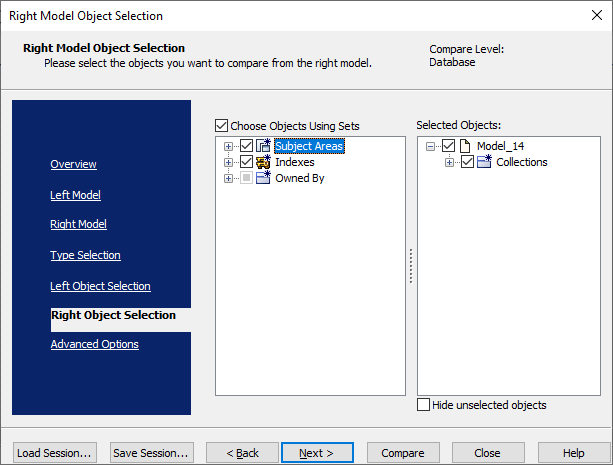 Right Model Object Selection
Right Model Object Selection
Please select the objects you want to compare from the right model.
Compare Level:
Database
Overview
Left Model
Right Model
Type Selection
Left Object Selection
Right Object Selection
Advanced Options
Choose Objects Using Sets
Subject Areas
Indexes
Owned By
Selected Objects:
Model_14
Collections
Hide unselected objects
Load Session...
Save Session...
< Back
Next >
Compare
Close
Help